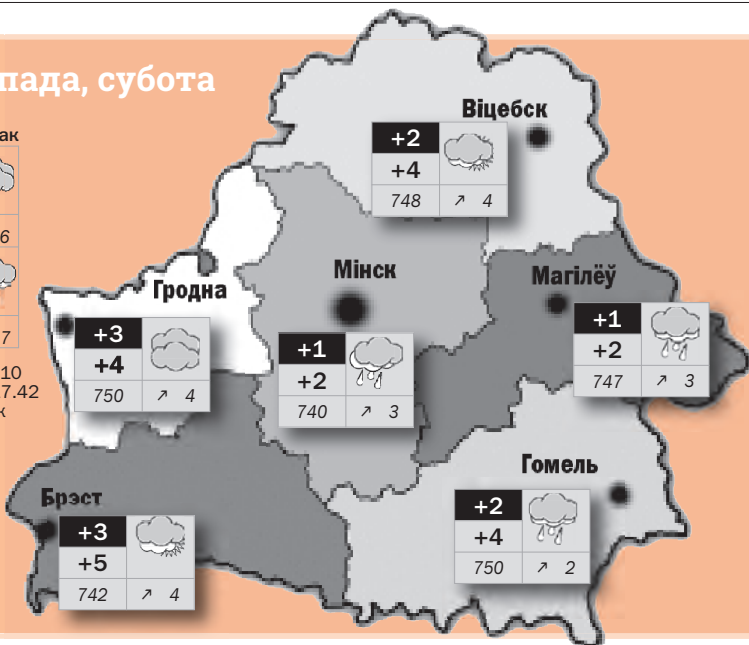 пада, субота
ак
6
7
10
7.42
к
Віцебск
+2
+4
748 ↗ 4
Мінск
+1
+2
740 ↗ 3
Магілёў
+1
+2
747 ↗ 3
Гродна
+3
+4
750 ↗ 4
Гомель
+2
+4
750 ↗ 2
Брэст
+3
+5
742 ↗ 4